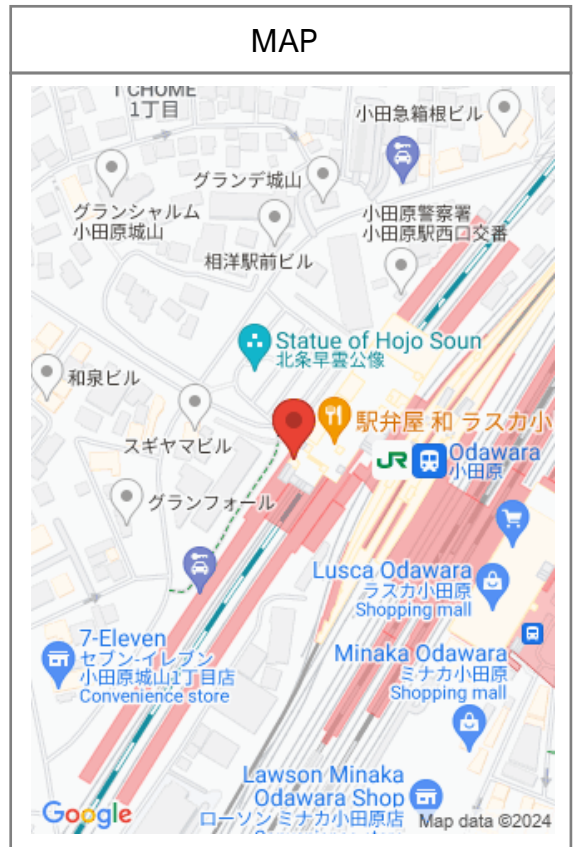 MAP
1 CHOME
1丁目
小田急箱根ビル
グランデ城山
グランシャルム
小田原城山
小田原警察署
小田原駅西口交番
相洋駅前ビル
Statue of Hojo Soun
北条早雲公像
和泉ビル
駅弁屋 和 ラスカ小
スギヤマビル
JR
Odawara
小田原
グランフォール
Lusca Odawara
ラスカ小田原
Shopping mall
7-Eleven
セブン-イレブン
小田原城山1丁目店
Convenience store
Minaka Odawara
ミナカ小田原
Shopping mall
Lawson Minaka
Odawara Shop
ローソン ミナカ小田原店
Google
Map data ©2024